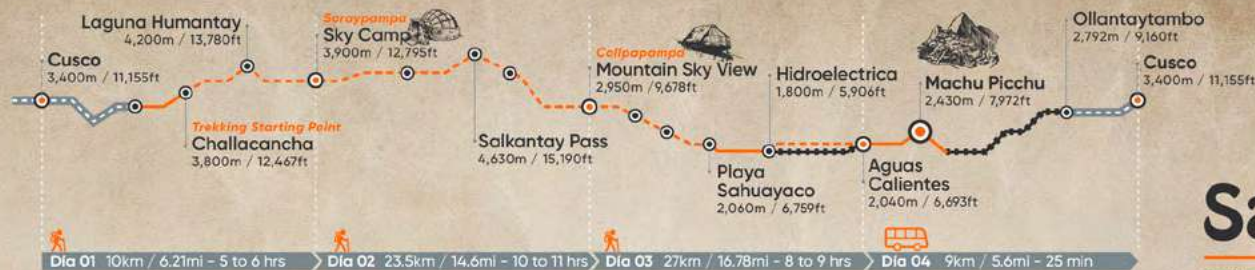 Cusco
3,400m / 11,155ft
Laguna Humantay
4,200m / 13,780ft
Trekking Starting Point
Challacancha
3,800m / 12,467ft
Soraypampa
Sky Camp
3,900m / 12,795ft
Salkantay Pass
4,630m / 15,190ft
Collpapampa
Mountain Sky View
2,950m /9,678ft
Playa
Sahuayaco
2,060m / 6,759ft
Hidroelectrica
1,800m / 5,906ft
Aguas
Calientes
2,040m / 6,693ft
Machu Picchu
2,430m / 7,972ft
Ollantaytambo
2,792m / 9,160ft
Cusco
3,400m / 11,155ft
Día 01 10km / 6.21mi - 5 to 6 hrs
Día 02 23.5km / 14.6mi - 10 to 11 hrs
Día 03 27km / 16.78mi - 8 to 9 hrs
Día 04 9km / 5.6mi - 25 min
Sa